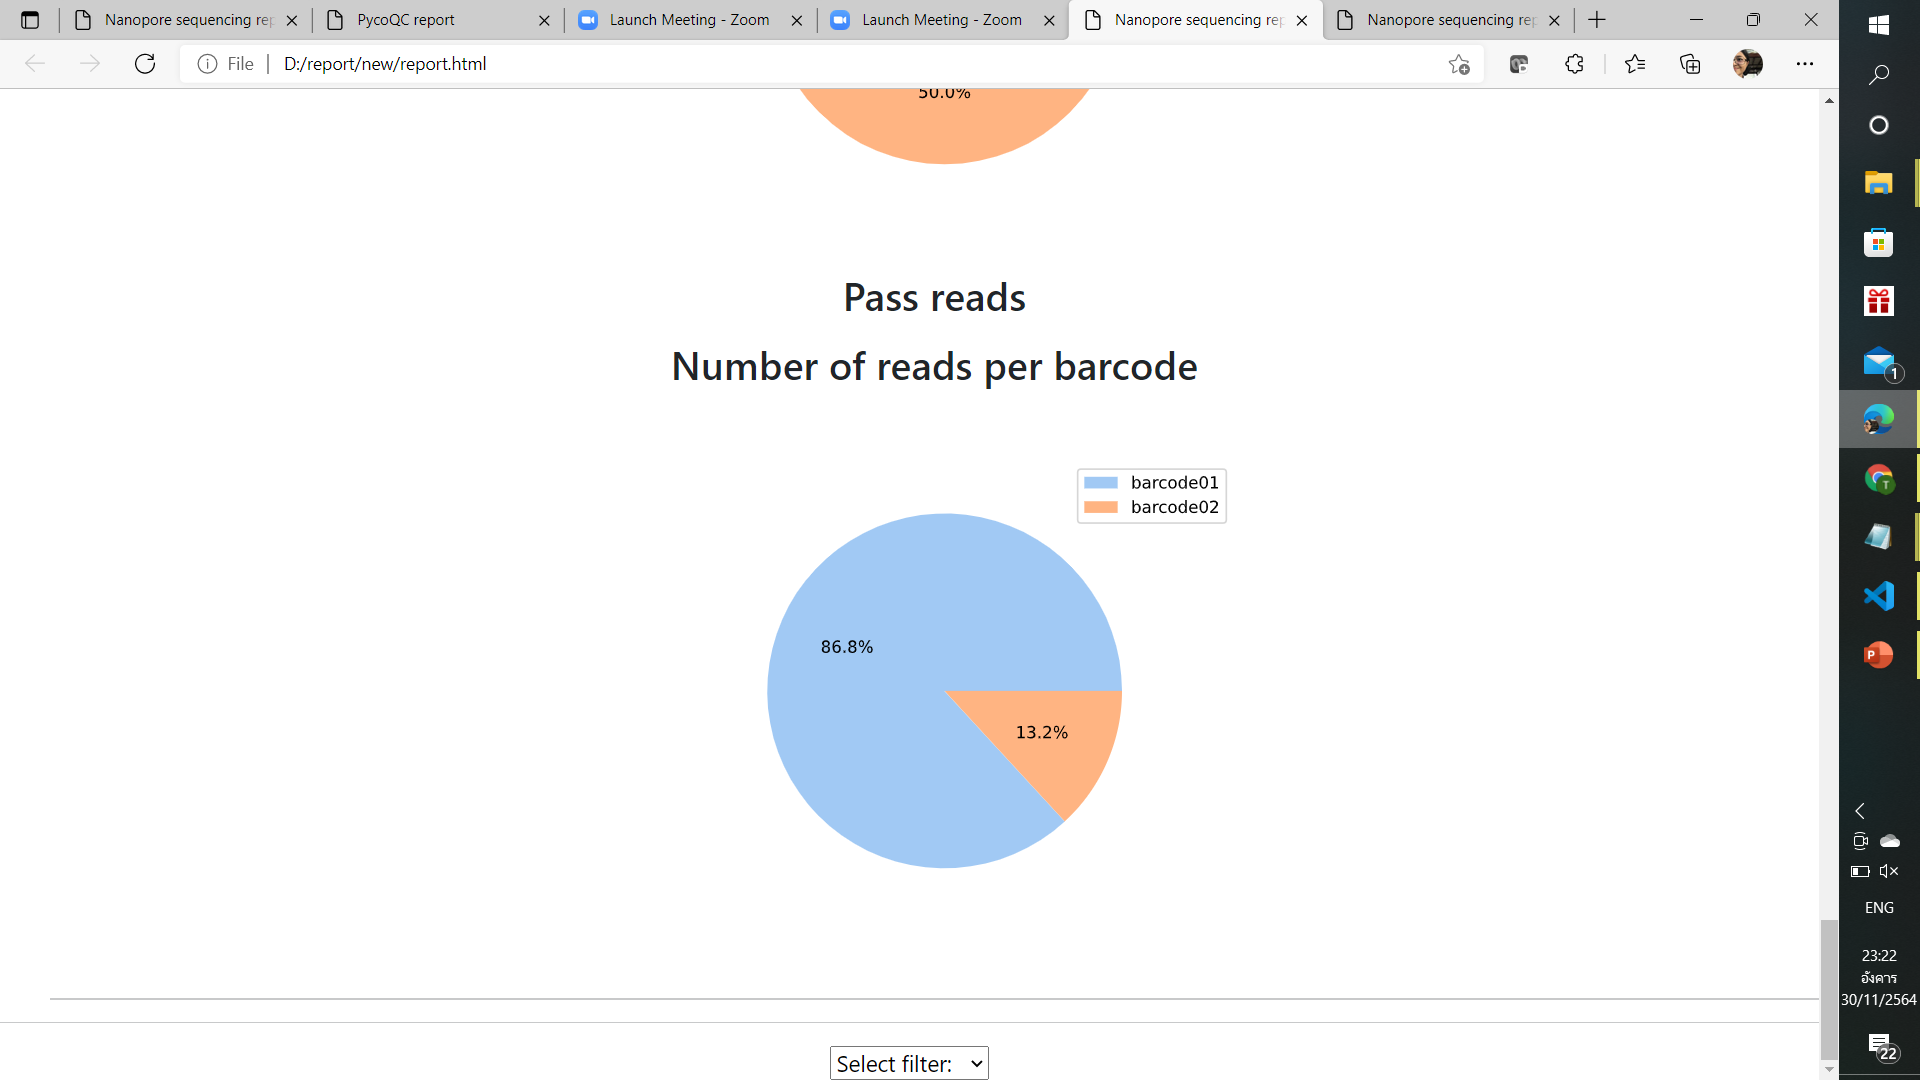 Nanopore sequencing rep
PycoQC report
Launch Meeting - Zoom
Launch Meeting - Zoom
Nanopore sequencing rep
Nanopore sequencing rep
File
D:/report/new/report.html
50.0%
Pass reads
Number of reads per barcode
barcode01
barcode02
86.8%
13.2%
Select filter:
1
T
P
ENG
23:22
อังคาร
30/11/2564
22